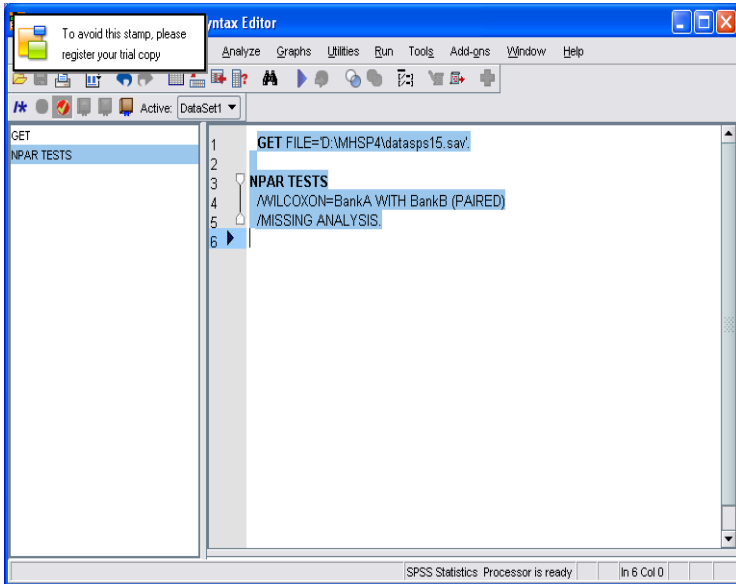 To avoid this stamp, please
register your trial copy
yntax Editor
Analyze Graphs Utilities Run Tools Add-ons Window Help
Active: DataSet1
GET
NPAR TESTS
1 GET FILE='D:\MHSP4\datasps15.sav'.
2
3 NPAR TESTS
4 /WILCOXON=BankA WITH BankB (PAIRED)
5 /MISSING ANALYSIS.
6
SPSS Statistics Processor is ready
In 6 Col 0